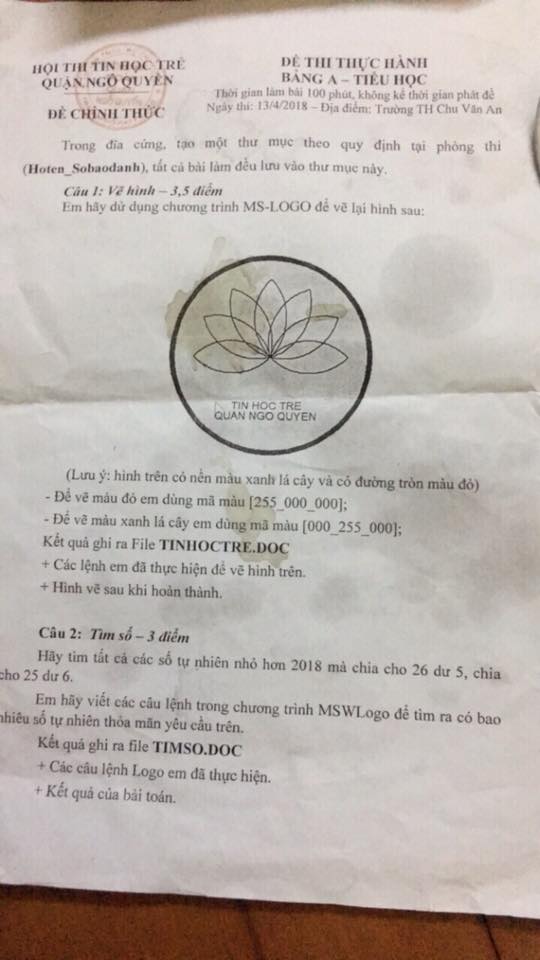 HỘI THI TIN HỌC TRẺ
QUẬN NGÔ QUYỀN
ĐỀ CHÍNH THỨC
ĐỀ THI THỰC HÀNH
BẢNG A – TIỂU HỌC
Thời gian làm bài 100 phút, không kể thời gian phát đề
Ngày thi: 13/4/2018 – Địa điểm: Trường TH Chu Văn An
Trong đĩa cứng, tạo một thư mục theo quy định tại phòng thi
(Hoten_Sobaodanh), tất cả bài làm đều lưu vào thư mục này.
Câu 1: Vẽ hình – 3,5 điểm
Em hãy dử dụng chương trình MS-LOGO để vẽ lại hình sau:
TIN HOC TRE
QUAN NGO QUYEN
(Lưu ý: hình trên có nền màu xanh lá cây và có đường tròn màu đỏ)
- Để vẽ màu đỏ em dùng mã màu [255_000_000];
- Để vẽ màu xanh lá cây em dùng mã màu [000_255_000];
Kết quả ghi ra File TINHOCTRE.DOC
+ Các lệnh em đã thực hiện để vẽ hình trên.
+ Hình vẽ sau khi hoàn thành.
Câu 2: Tìm số – 3 điểm
Hãy tìm tất cả các số tự nhiên nhỏ hơn 2018 mà chia cho 26 dư 5, chia
cho 25 dư 6.
Em hãy viết các câu lệnh trong chương trình MSWLogo để tìm ra có bao
nhiêu số tự nhiên thỏa mãn yêu cầu trên.
Kết quả ghi ra file TIMSO.DOC
+ Các câu lệnh Logo em đã thực hiện.
+ Kết quả của bài toán.